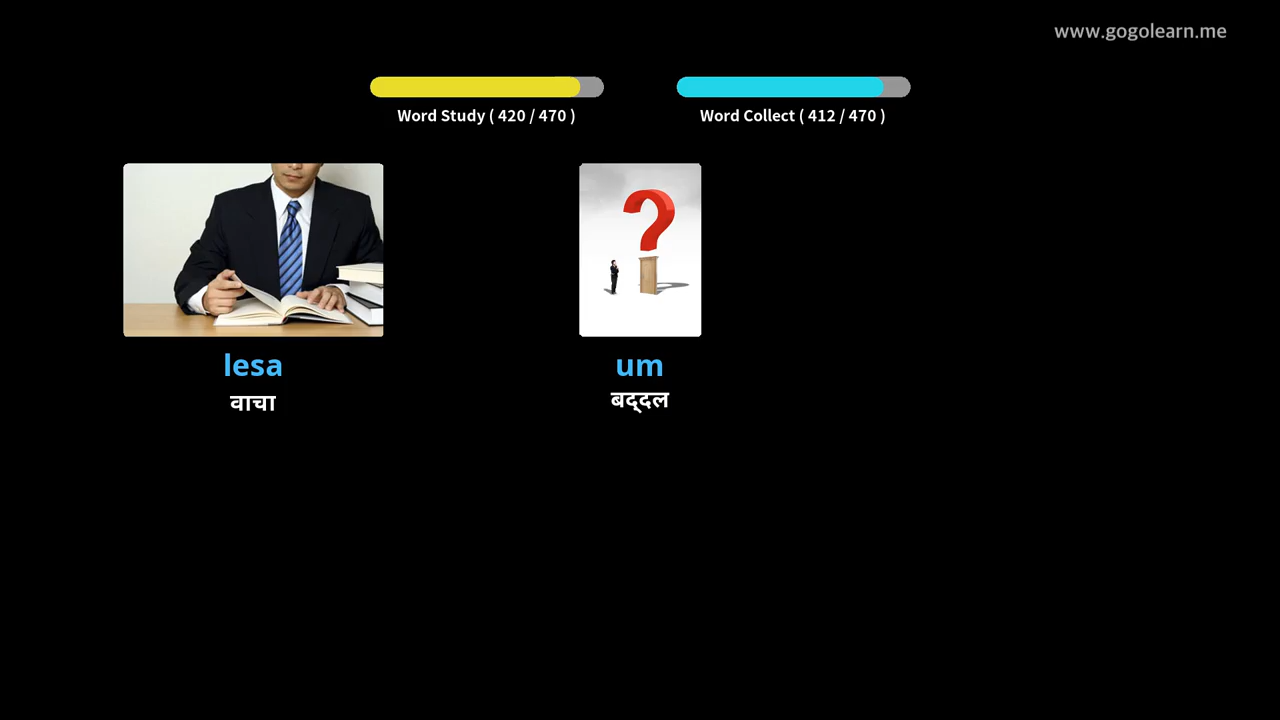 www.gogolearn.me
Word Study ( 420 / 470 )
Word Collect ( 412 / 470 )
lesa
um
वाचा
बद्दल